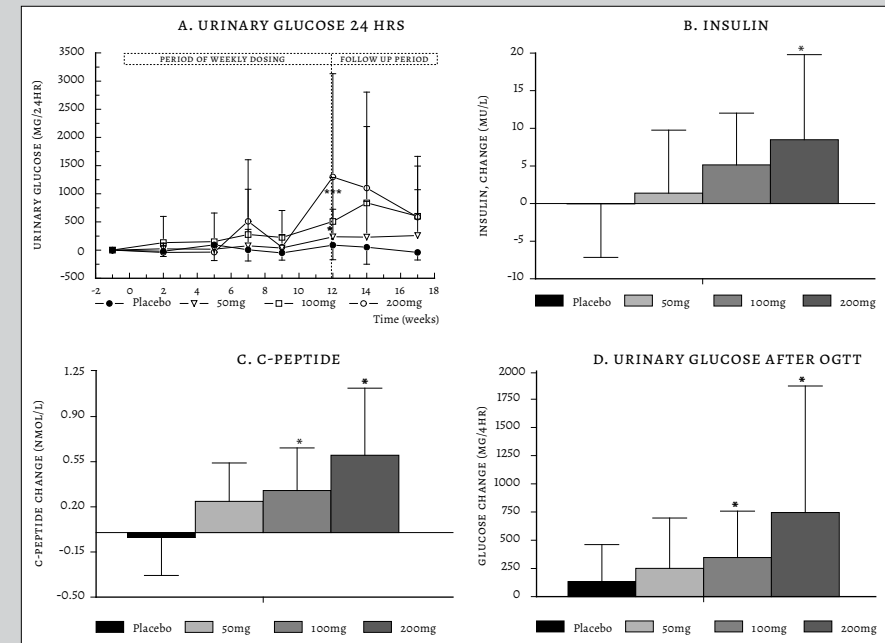 A. URINARY GLUCOSE 24 HRS
URINARY GLUCOSE (MG/24HR)
3500
3000
2500
2000
1500
1000
500
0
-500
PERIOD OF WEEKLY DOSING
FOLLOW UP PERIOD
***
*
-2 0 2 4 6 8 10 12 14 16 18
Placebo 50mg 100mg 200mg
Time (weeks)
B. INSULIN
INSULIN, CHANGE (MU/L)
20
15
10
5
0
-5
-10
*
Placebo 50mg 100mg 200mg
C. C-PEPTIDE
C-PEPTIDE CHANGE (NMOL/L)
1.25
0.90
0.55
0.20
-0.15
-0.50
*
*
Placebo 50mg 100mg 200mg
D. URINARY GLUCOSE AFTER OGTT
GLUCOSE CHANGE (MG/4HR)
2000
1750
1500
1250
1000
750
500
250
0
*
*
Placebo 50mg 100mg 200mg